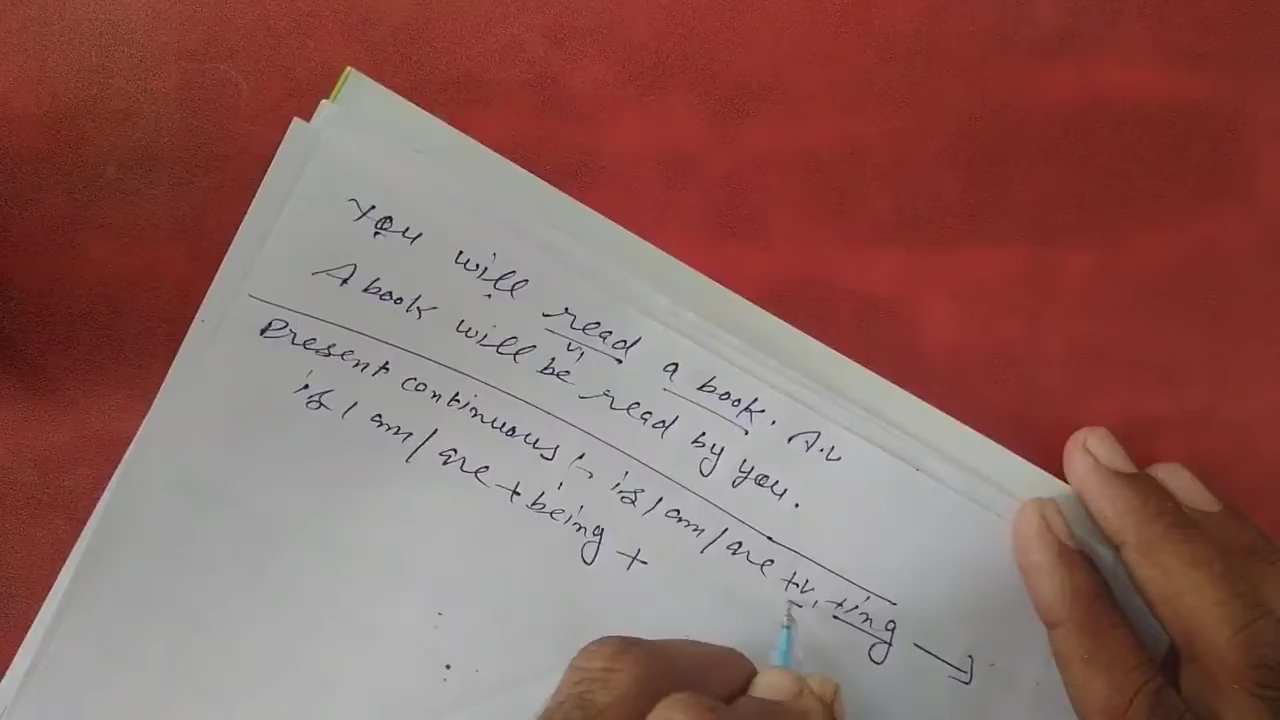 You will read a book. A.V
V1
A book will be read by you.
Present continuous :- is / am / are + V1 + ing →
is / am / are + being +